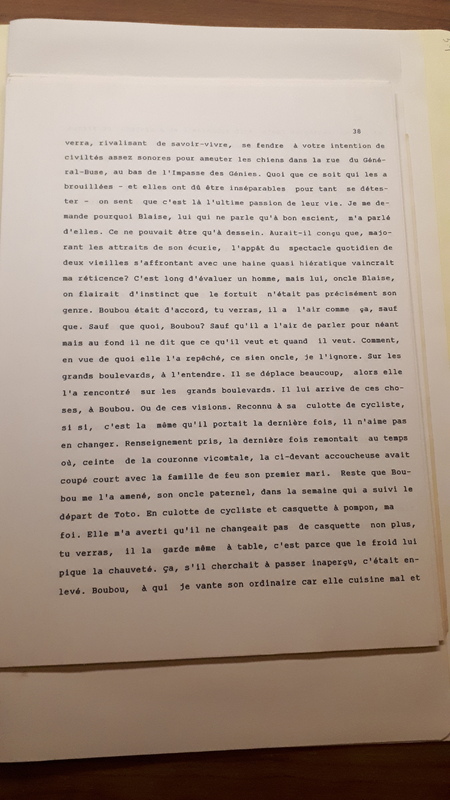 38
verra, rivalisant de savoir-vivre, se fendre à votre intention de
civiltés assez sonores pour ameuter les chiens dans la rue du Géné-
ral-Buse, au bas de l'Impasse des Génies. Quoi que ce soit qui les a
brouillées - et elles ont dû être inséparables pour tant se détes-
ter - on sent que c'est là l'ultime passion de leur vie. Je me de-
mande pourquoi Blaise, lui qui ne parle qu'à bon escient, m'a parlé
d'elles. Ce ne pouvait être qu'à dessein. Aurait-il conçu que, majo-
rant les attraits de son écurie, l'appât du spectacle quotidien de
deux vieilles s'affrontant avec une haine quasi hiératique vaincrait
ma réticence? C'est long d'évaluer un homme, mais lui, oncle Blaise,
on flairait d'instinct que le fortuit n'était pas précisément son
genre. Boubou était d'accord, tu verras, il a l'air comme ça, sauf
que. Sauf que quoi, Boubou? Sauf qu'il a l'air de parler pour néant
mais au fond il ne dit que ce qu'il veut et quand il veut. Comment,
en vue de quoi elle l'a repêché, ce sien oncle, je l'ignore. Sur les
grands boulevards, à l'entendre. Il se déplace beaucoup, alors elle
l'a rencontré sur les grands boulevards. Il lui arrive de ces cho-
ses, à Boubou. Ou de ces visions. Reconnu à sa culotte de cycliste,
si si, c'est la même qu'il portait la dernière fois, il n'aime pas
en changer. Renseignement pris, la dernière fois remontait au temps
où, ceinte de la couronne vicomtale, la ci-devant accoucheuse avait
coupé court avec la famille de feu son premier mari. Reste que Bou-
bou me l'a amené, son oncle paternel, dans la semaine qui a suivi le
départ de Toto. En culotte de cycliste et casquette à pompon, ma
foi. Elle m'a averti qu'il ne changeait pas de casquette non plus,
tu verras, il la garde même à table, c'est parce que le froid lui
pique la chauveté. ça, s'il cherchait à passer inaperçu, c'était en-
levé. Boubou, à qui je vante son ordinaire car elle cuisine mal et